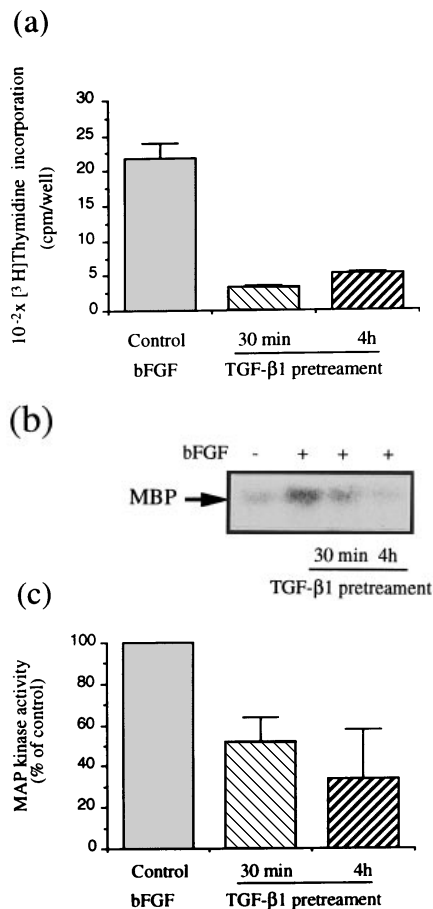 (a)
10-2x [3 H]Thymidine incorporation
(cpm/well)
30
25
20
15
10
5
0
Control
bFGF
30 min 4h
TGF-β1 pretreament
(b)
bFGF - + + +
MBP
30 min 4h
TGF-β1 pretreament
(c)
MAP kinase activity
(% of control)
100
80
60
40
20
0
Control
bFGF
30 min 4h
TGF-β1 pretreament